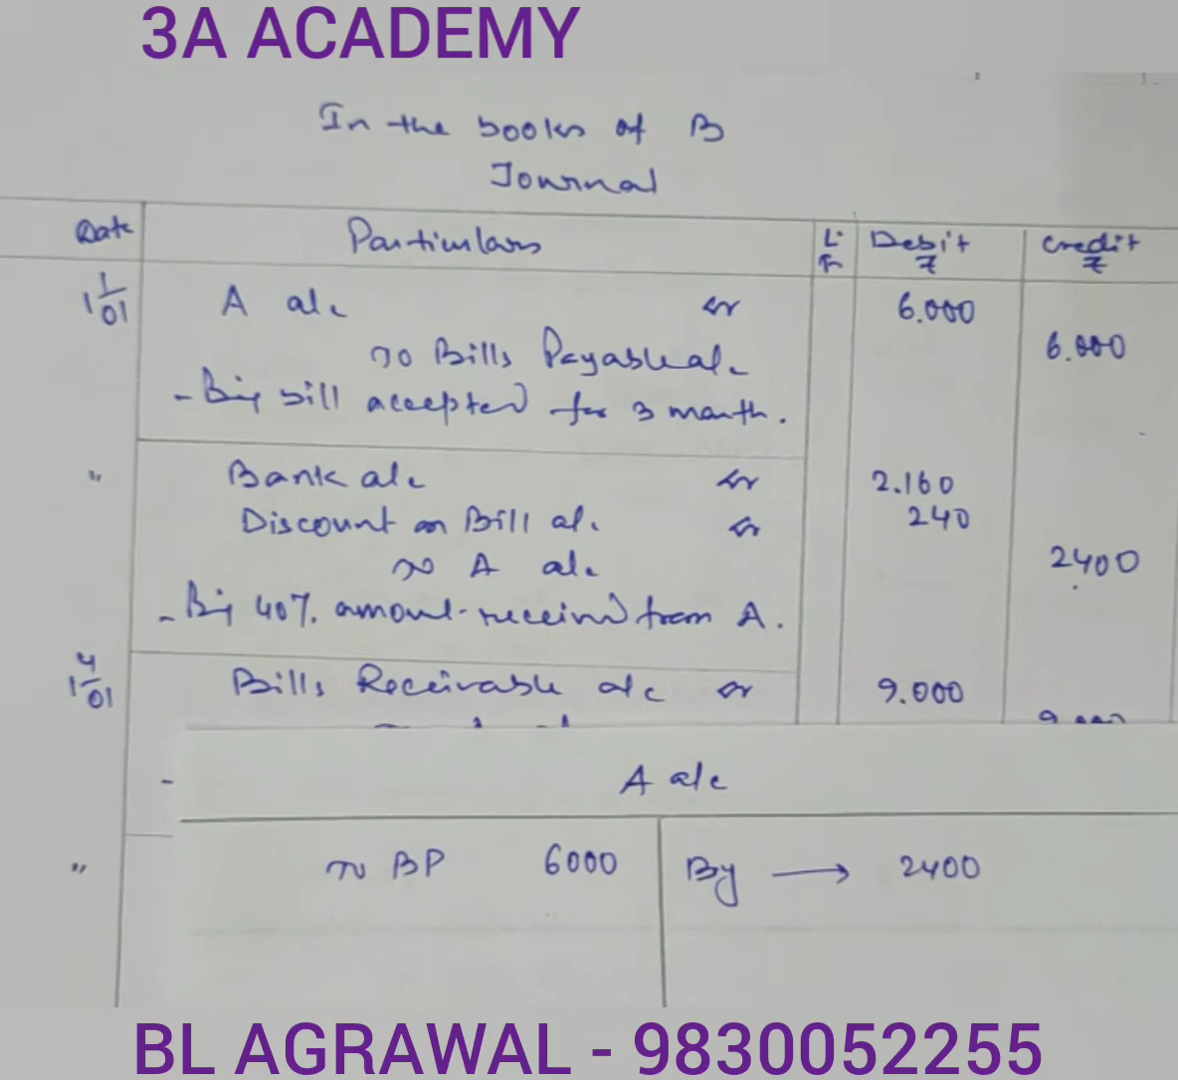 3A ACADEMY
In the books of B
Journal
Date Particulars L. F. Debit ₹ Credit ₹
1/1/01 A a/c Dr 6.000
To Bills Payable a/c 6.000
- Being bill accepted for 3 month.
" Bank a/c Dr 2.160
Discount on Bill a/c Dr 240
To A a/c 2400
- Being 40% amount received from A.
1/4/01 Bills Receivable a/c Dr 9.000
A a/c
" To BP 6000 By → 2400
BL AGRAWAL - 9830052255